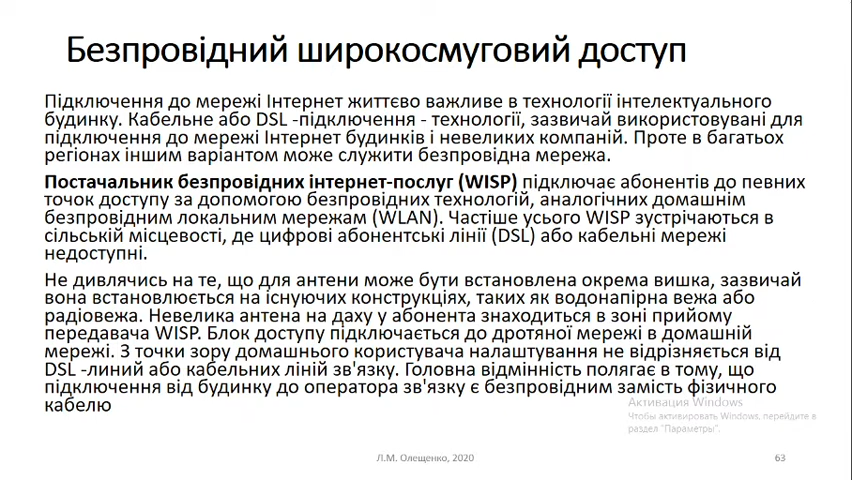 Безпровідний широкосмуговий доступ
Підключення до мережі Інтернет життєво важливе в технології інтелектуального
будинку. Кабельне або DSL -підключення - технології, зазвичай використовувані для
підключення до мережі Інтернет будинків і невеликих компаній. Проте в багатьох
регіонах іншим варіантом може служити безпровідна мережа.
Постачальник безпровідних інтернет-послуг (WISP) підключає абонентів до певних
точок доступу за допомогою безпровідних технологій, аналогічних домашнім
безпровідним локальним мережам (WLAN). Частіше усього WISP зустрічаються в
сільській місцевості, де цифрові абонентські лінії (DSL) або кабельні мережі
недоступні.
Не дивлячись на те, що для антени може бути встановлена окрема вишка, зазвичай
вона встановлюється на існуючих конструкціях, таких як водонапірна вежа або
радіовежа. Невелика антена на даху у абонента знаходиться в зоні прийому
передавача WISP. Блок доступу підключається до дротяної мережі в домашній
мережі. З точки зору домашнього користувача налаштування не відрізняється від
DSL -линий або кабельних ліній зв'язку. Головна відмінність полягає в тому, що
підключення від будинку до оператора зв'язку є безпровідним замість фізичного
кабелю
Активация Windows
Чтобы активировать Windows, перейдите в
раздел "Параметры".
Л.М. Олещенко, 2020
63